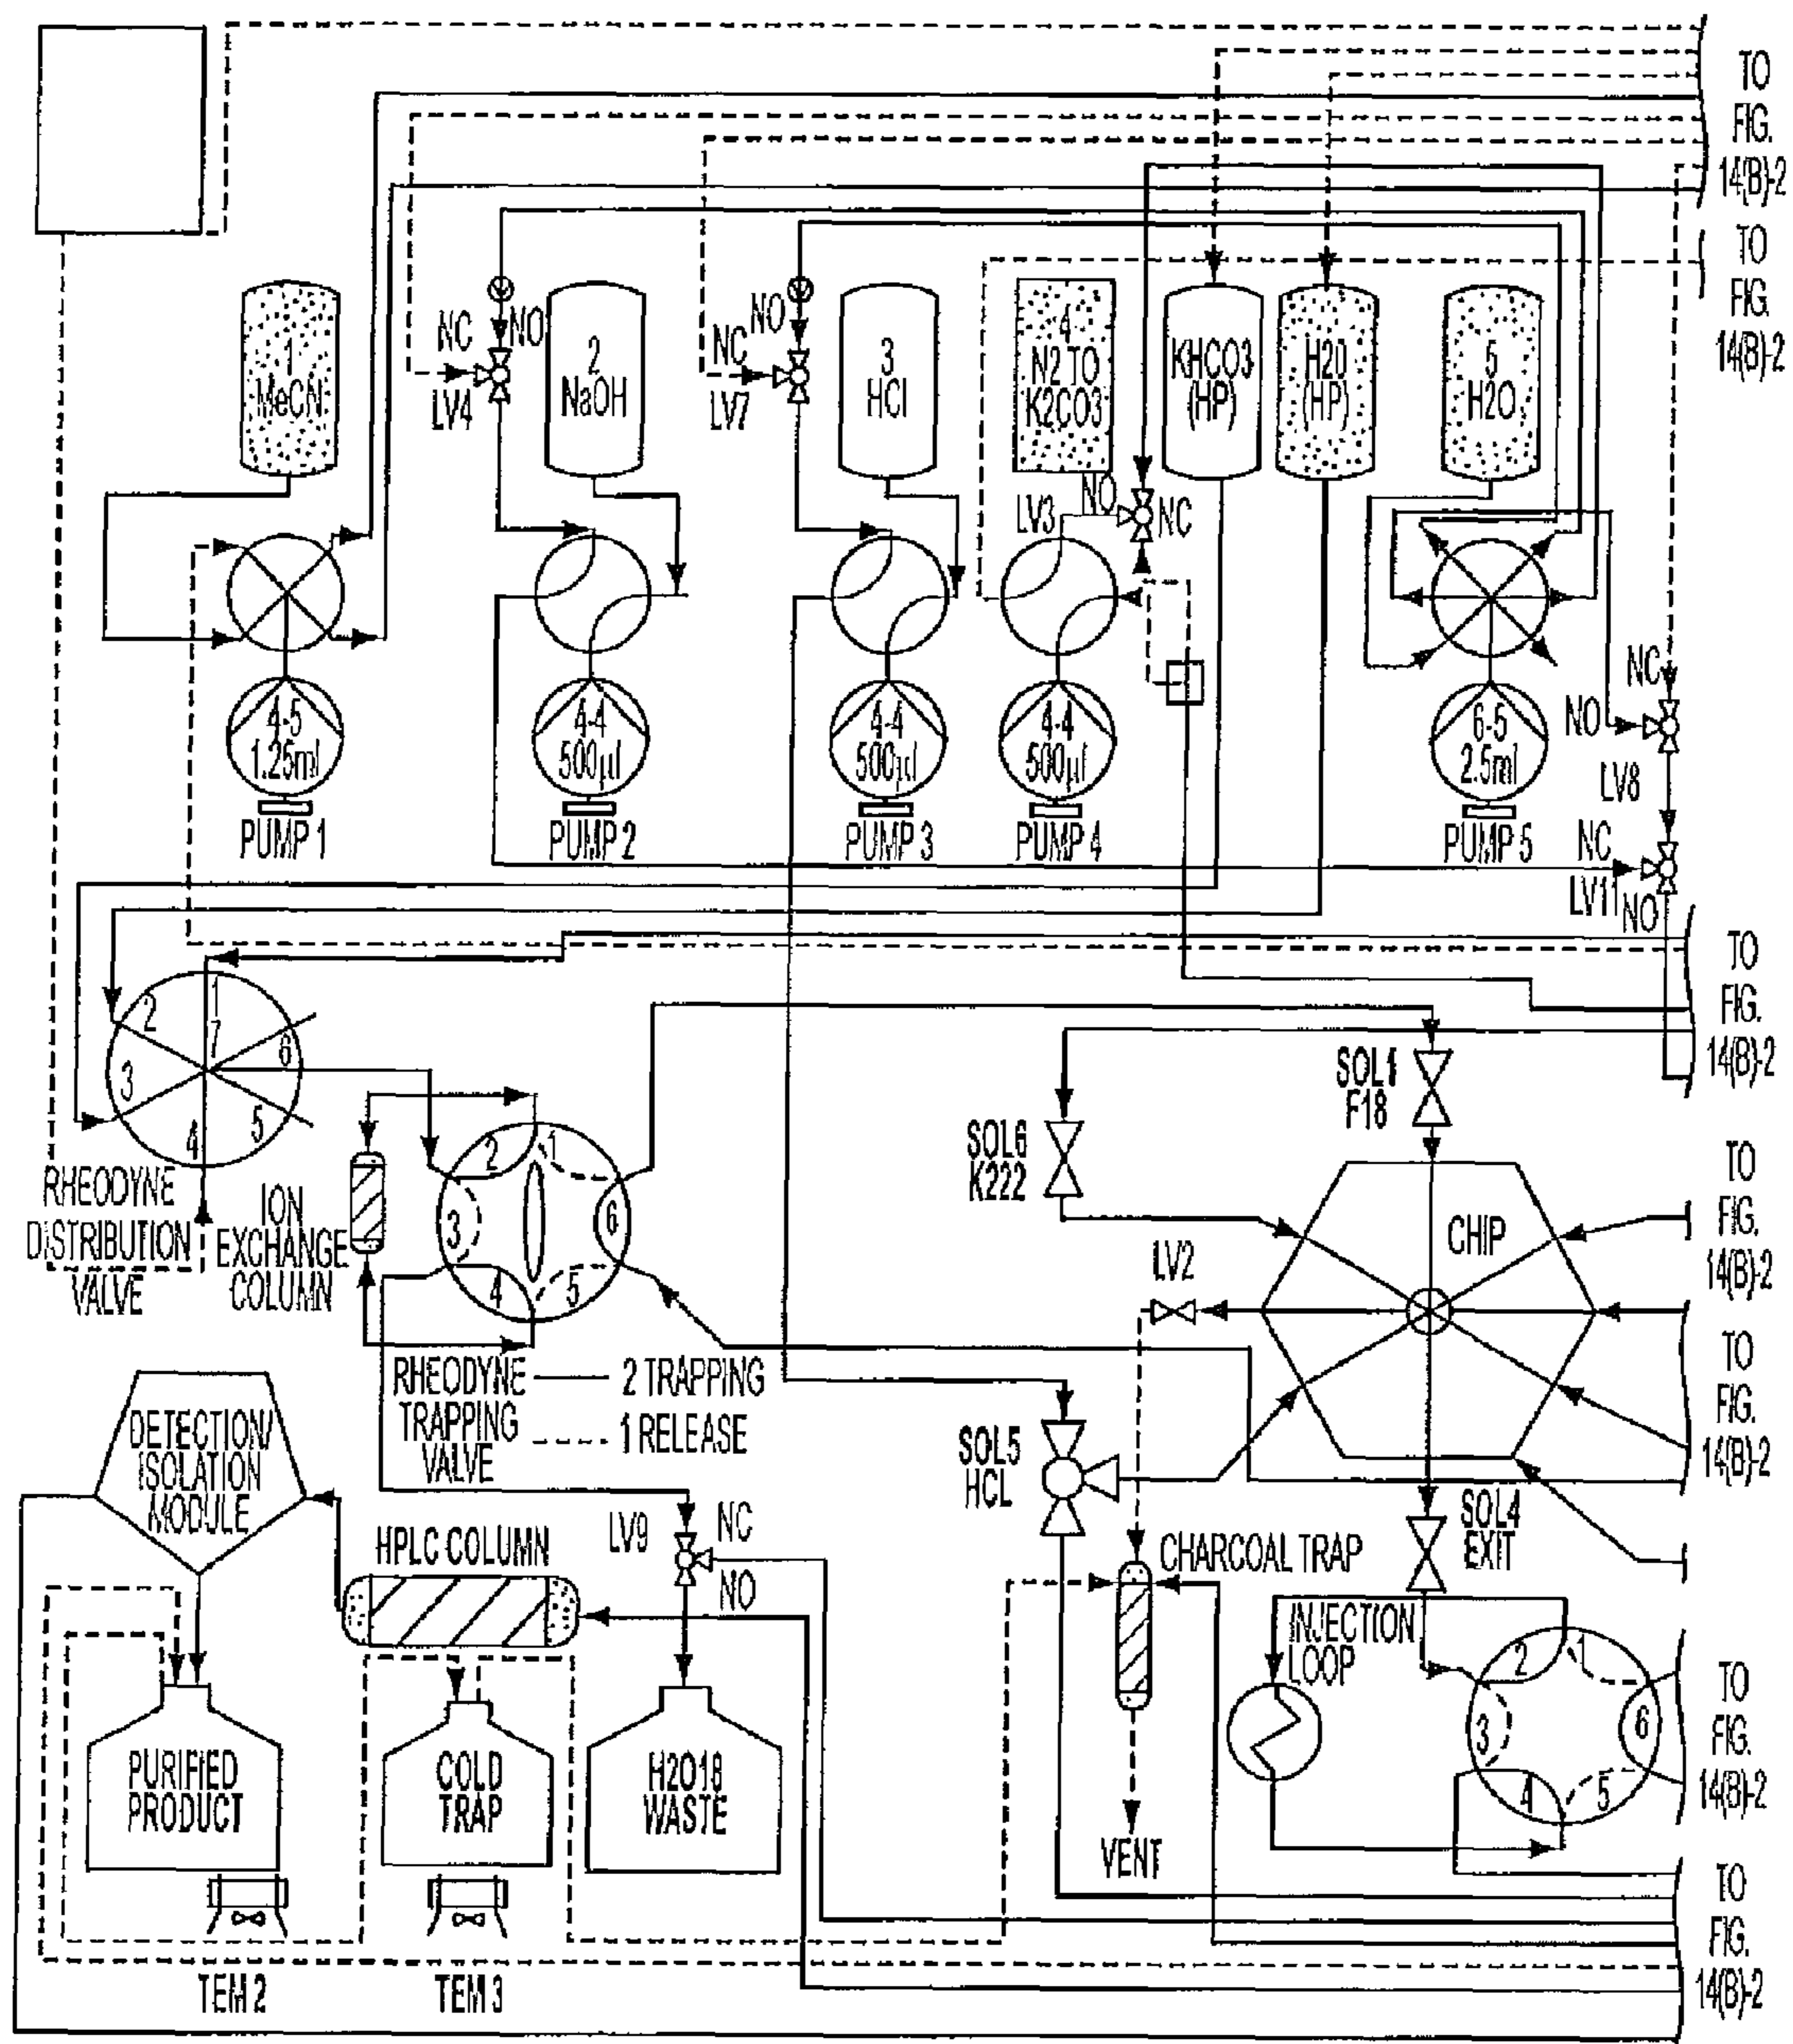 TO
FIG.
14(B)-2
TO
FIG.
14(B)-2
1
MeCN
NC
NO
LV4
2
NaOH
NO
NC
LV7
3
HCl
4
N2 TO
K2CO3
KHCO3
(HP)
H20
(HP)
5
H2O
LV3
NO
NC
4-5
1.25ml
PUMP 1
4-4
500µl
PUMP 2
4-4
500µl
PUMP 3
4-4
500µl
PUMP 4
6-5
2.5ml
PUMP 5
NC
NO
LV8
NC
LV11
NO
TO
FIG.
14(B)-2
1
2
7
6
3
4
5
RHEODYNE
DISTRIBUTION
VALVE
ION
EXCHANGE
COLUMN
2
1
3
6
4
5
RHEODYNE
TRAPPING
VALVE
2 TRAPPING
1 RELEASE
SOL1
F18
SOL6
K222
CHIP
LV2
TO
FIG.
14(B)-2
TO
FIG.
14(B)-2
SOL5
HCL
SOL4
EXIT
DETECTION/
ISOLATION
MODULE
HPLC COLUMN
LV9
NC
NO
CHARCOAL TRAP
INJECTION
LOOP
2
1
3
6
4
5
TO
FIG.
14(B)-2
PURIFIED
PRODUCT
COLD
TRAP
H2O18
WASTE
VENT
TO
FIG.
14(B)-2
TEM 2
TEM 3